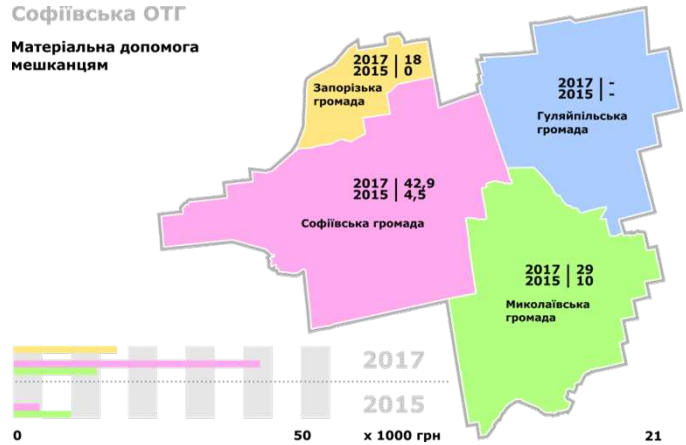 Софіївська ОТГ
Матеріальна допомога
мешканцям
2017 | 18
2015 | 0
Запорізька
громада
2017 | -
2015 | -
Гуляйпільська
громада
2017 | 42,9
2015 | 4,5
Софіївська громада
2017 | 29
2015 | 10
Миколаївська
громада
2017
2015
0 50 х 1000 грн 21